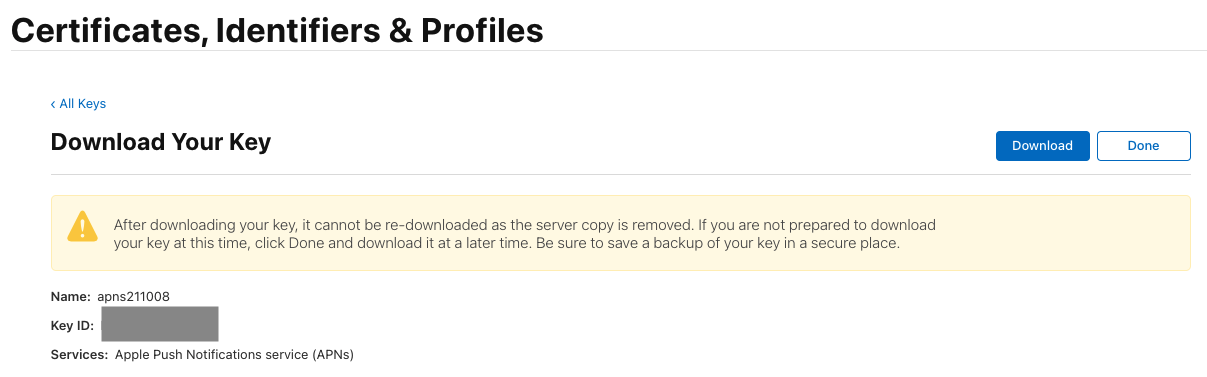 Certificates, Identifiers & Profiles
‹ All Keys
Download Your Key
Download
Done
After downloading your key, it cannot be re-downloaded as the server copy is removed. If you are not prepared to download
your key at this time, click Done and download it at a later time. Be sure to save a backup of your key in a secure place.
Name: apns211008
Key ID:
Services: Apple Push Notifications service (APNs)